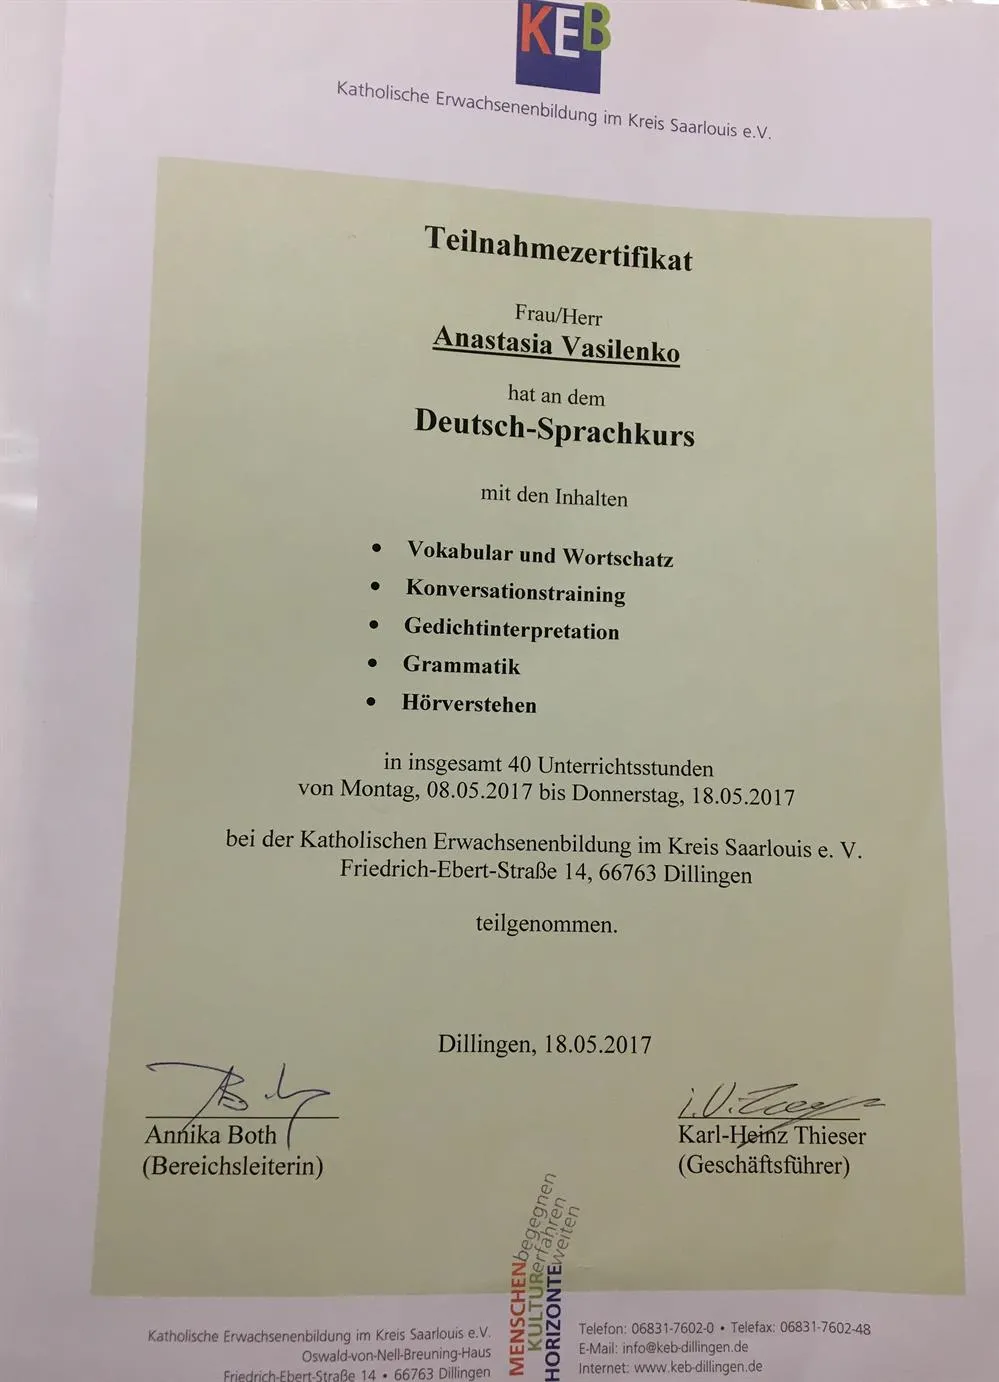 KEB
Katholische Erwachsenenbildung im Kreis Saarlouis e.V.
Teilnahmezertifikat
Frau/Herr
Anastasia Vasilenko
hat an dem
Deutsch-Sprachkurs
mit den Inhalten
• Vokabular und Wortschatz
• Konversationstraining
• Gedichtinterpretation
• Grammatik
• Hörverstehen
in insgesamt 40 Unterrichtsstunden
von Montag, 08.05.2017 bis Donnerstag, 18.05.2017
bei der Katholischen Erwachsenenbildung im Kreis Saarlouis e. V.
Friedrich-Ebert-Straße 14, 66763 Dillingen
teilgenommen.
Dillingen, 18.05.2017
i.V.
Annika Both
(Bereichsleiterin)
Karl-Heinz Thieser
(Geschäftsführer)
MENSCHENbegegnen
KULTURerfahren
HORIZONTEweiten
Katholische Erwachsenenbildung im Kreis Saarlouis e.V.
Oswald-von-Nell-Breuning-Haus
Friedrich-Ebert-Straße 14 • 66763 Dillingen
Telefon: 06831-7602-0 • Telefax: 06831-7602-48
E-Mail: info@keb-dillingen.de
Internet: www.keb-dillingen.de